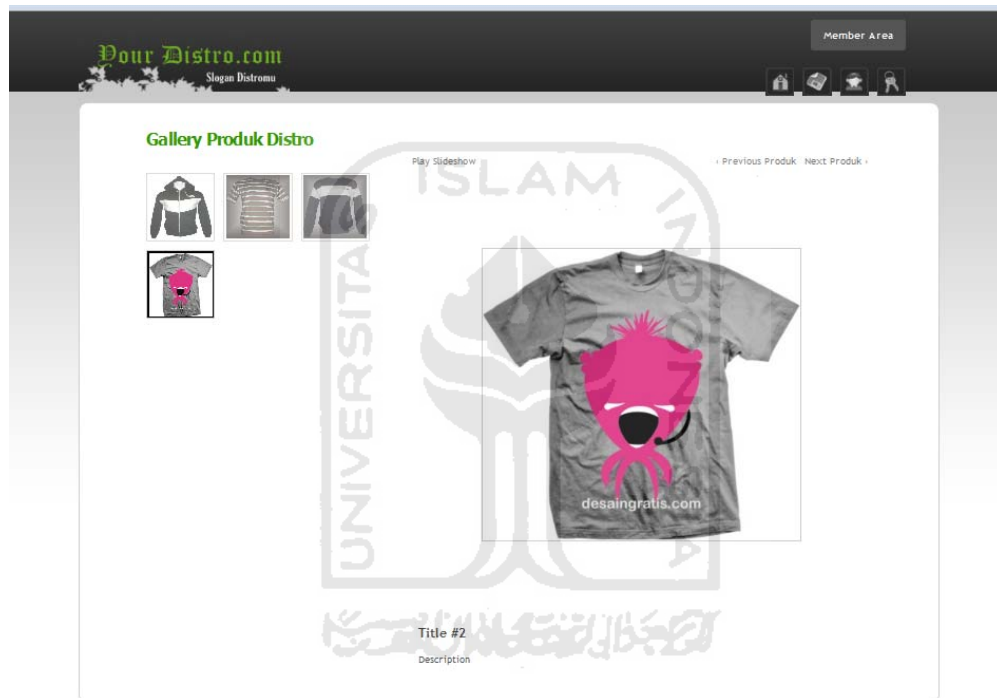 Member Area
Your Distro.com
Slogan Distromu
Gallery Produk Distro
Play Slideshow
‹ Previous Produk Next Produk ›
UNIVERSITAS
ISLAM
INDONESIA
desaingratis.com
Title #2
Description